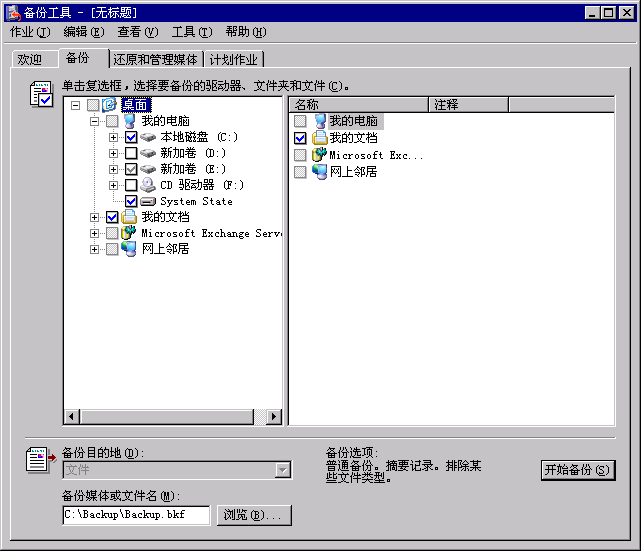 备份工具 - [无标题]
作业(J) 编辑(E) 查看(V) 工具(T) 帮助(H)
欢迎 备份 还原和管理媒体 计划作业
单击复选框，选择要备份的驱动器、文件夹和文件(C)。
桌面
我的电脑
本地磁盘 (C:)
新加卷 (D:)
新加卷 (E:)
CD 驱动器 (F:)
System State
我的文档
Microsoft Exchange Serve
网上邻居
名称 注释
我的电脑
我的文档
Microsoft Exc...
网上邻居
备份目的地(D):
文件
备份媒体或文件名(M):
C:\Backup\Backup.bkf
浏览(B)...
备份选项:
普通备份。摘要记录。排除某
些文件类型。
开始备份(S)